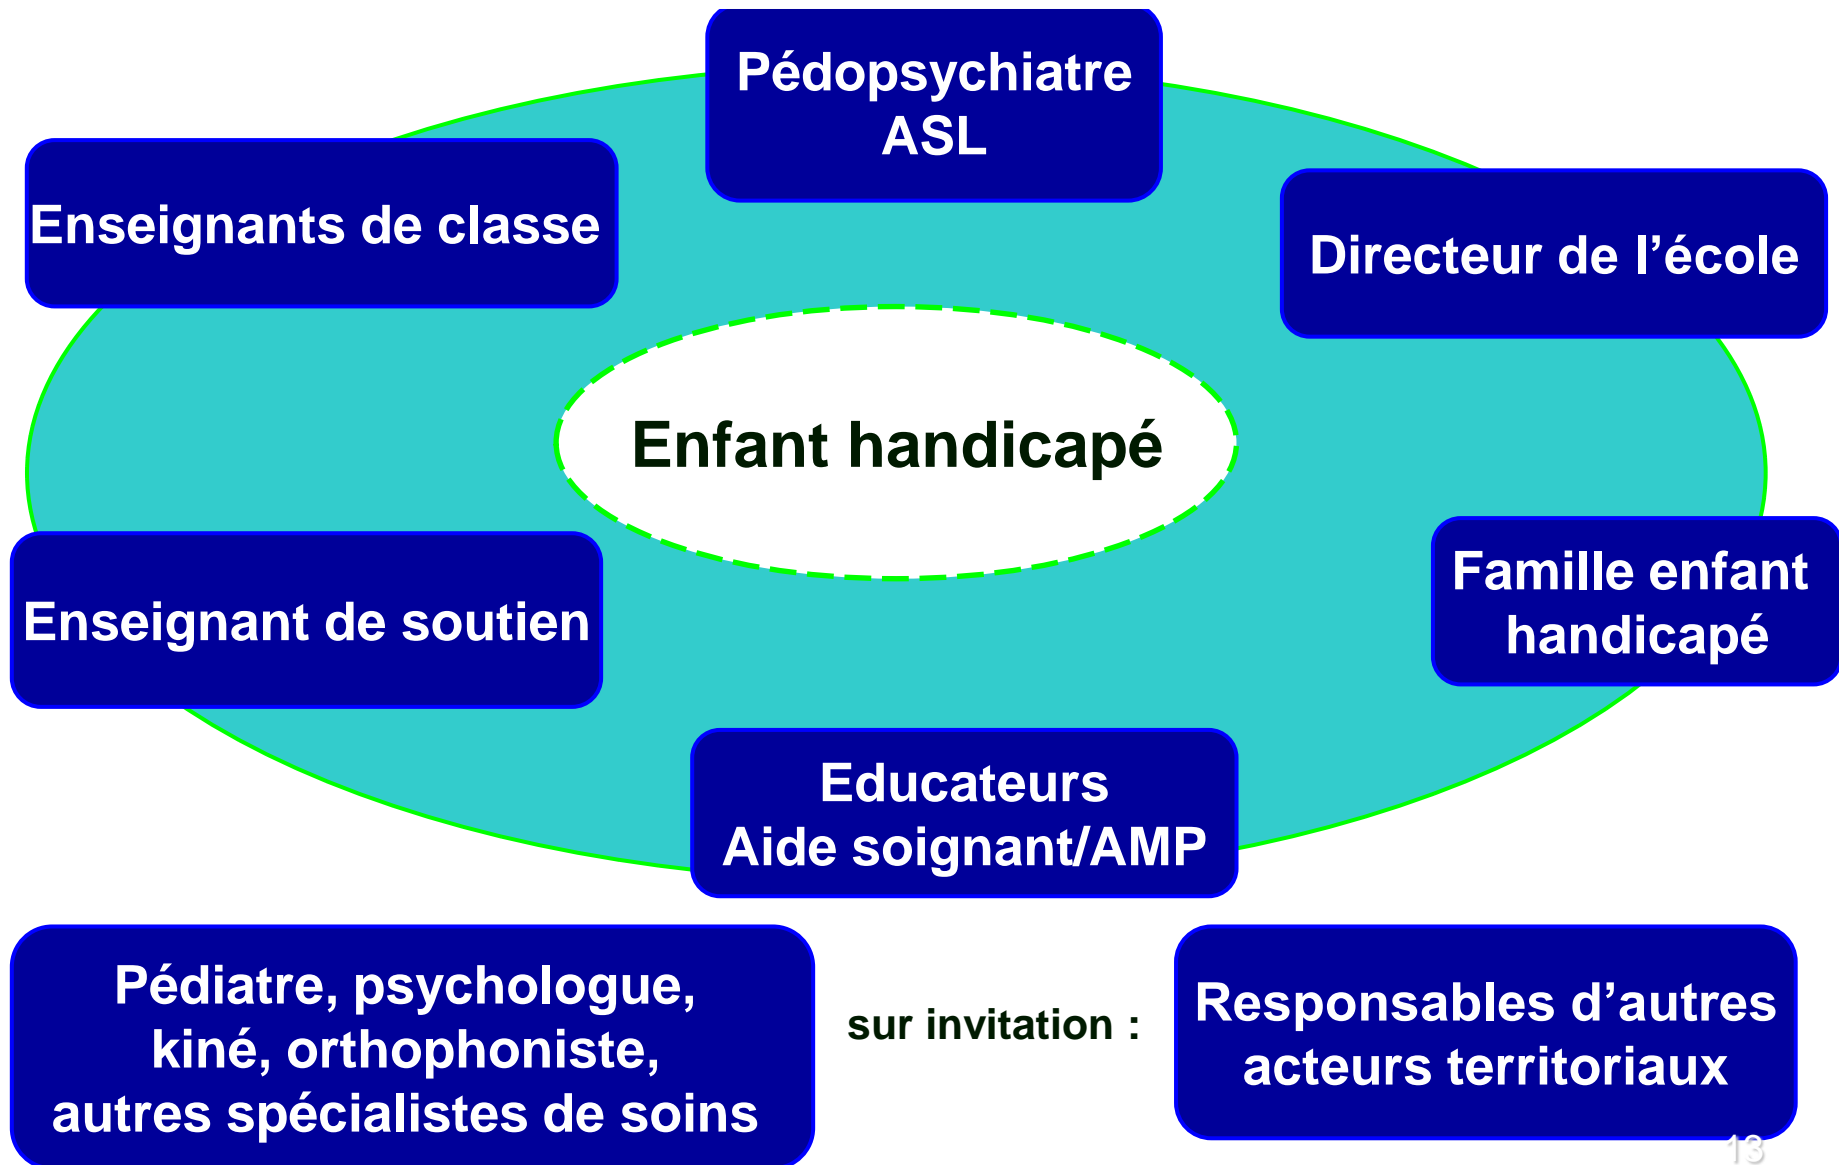 Pédopsychiatre
ASL
Enseignants de classe
Directeur de l’école
Enfant handicapé
Enseignant de soutien
Famille enfant
handicapé
Educateurs
Aide soignant/AMP
Pédiatre, psychologue,
kiné, orthophoniste,
autres spécialistes de soins
sur invitation :
Responsables d’autres
acteurs territoriaux
13